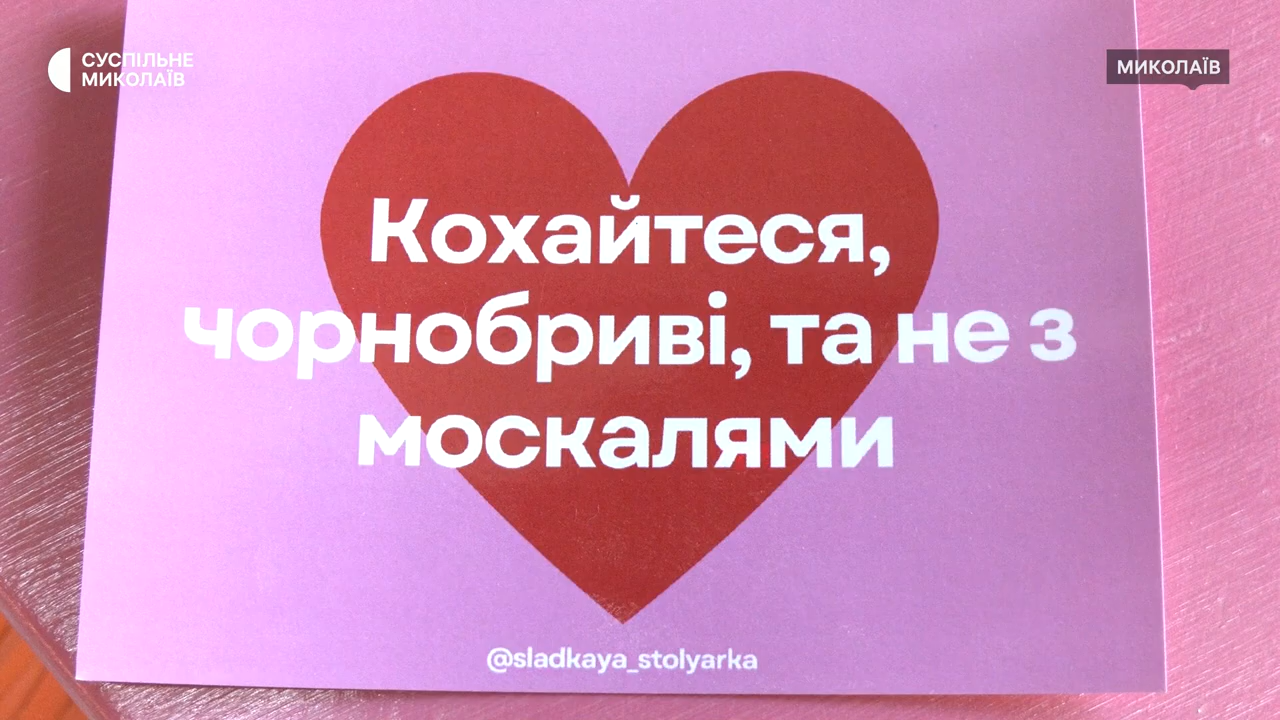 СУСПІЛЬНЕ
МИКОЛАЇВ
МИКОЛАЇВ
Кохайтеся,
чорнобриві, та не з
москалями
@sladkaya_stolyarka